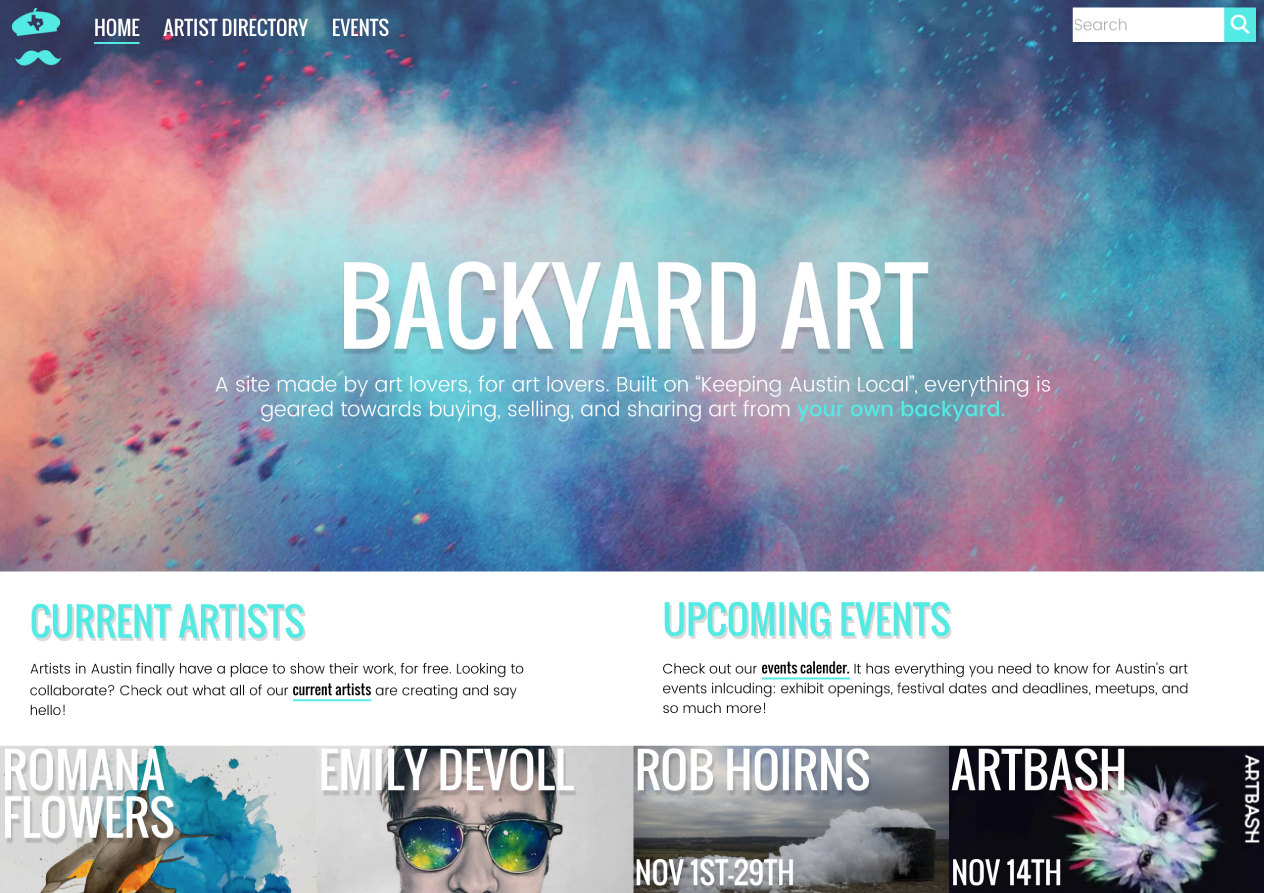 HOME ARTIST DIRECTORY EVENTS
Search
BACKYARD ART
A site made by art lovers, for art lovers. Built on “Keeping Austin Local”, everything is
geared towards buying, selling, and sharing art from your own backyard.
CURRENT ARTISTS
Artists in Austin finally have a place to show their work, for free. Looking to
collaborate? Check out what all of our current artists are creating and say
hello!
UPCOMING EVENTS
Check out our events calender. It has everything you need to know for Austin's art
events inlcuding: exhibit openings, festival dates and deadlines, meetups, and
so much more!
ROMANA
FLOWERS
EMILY DEVOLL
ROB HOIRNS
NOV 1ST-29TH
ARTBASH
NOV 14TH
ARTBASH